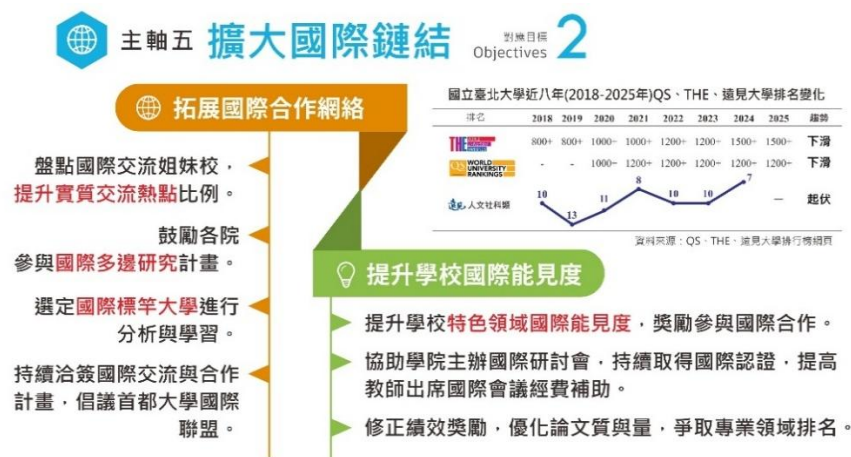 主軸五 擴大國際鏈結 對應目標 Objectives 2
拓展國際合作網絡
盤點國際交流姐妹校，
提升實質交流熱點比例。
鼓勵各院
參與國際多邊研究計畫。
選定國際標竿大學進行
分析與學習。
持續洽簽國際交流與合作
計畫，倡議首都大學國際
聯盟。
國立臺北大學近八年(2018-2025年)QS、THE、遠見大學排名變化
排名 2018 2019 2020 2021 2022 2023 2024 2025 趨勢
THE 800+ 800+ 1000+ 1000+ 1200+ 1200+ 1500+ 1500+ 下滑
QS WORLD UNIVERSITY RANKINGS - - 1000+ 1200+ 1200+ 1200+ 1200+ 1200+ 下滑
遠見 人文社科類 10 13 11 8 10 10 7 — 起伏
資料來源：QS、THE、遠見大學排行榜網頁
提升學校國際能見度
提升學校特色領域國際能見度，獎勵參與國際合作。
協助學院主辦國際研討會，持續取得國際認證，提高
教師出席國際會議經費補助。
修正績效獎勵，優化論文質與量，爭取專業領域排名。